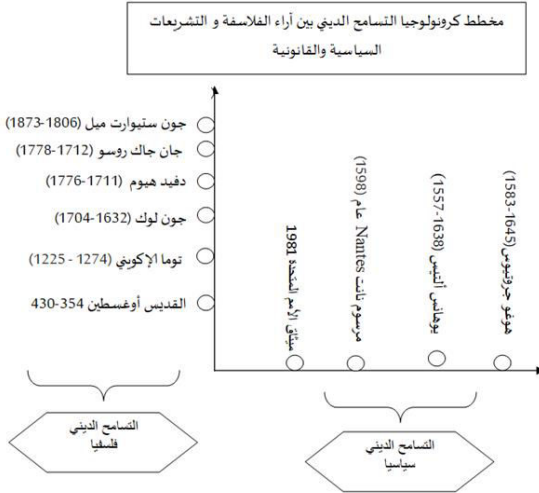 مخطط كرونولوجيا التسامح الديني بين آراء الفلاسفة و التشريعات
السياسية والقانونية
جون ستيوارت ميل (1806-1873)
جان جاك روسو (1712-1778)
دفيد هيوم (1711-1776)
جون لوك (1632-1704)
توما الإكويني (1274 - 1225)
القديس أوغسطين 354-430
هوغو جروتيوس(1583-1645)
يوهانس ألتيس (1557-1638)
مرسوم نانت Nantes عام (1598)
ميثاق الأمم المتحدة 1981
التسامح الديني
فلسفيا
التسامح الديني
سياسيا